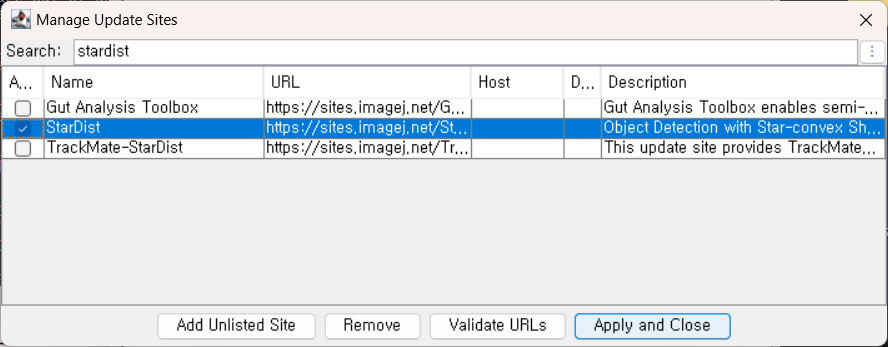 Manage Update Sites
Search: stardist
A... Name URL Host D... Description
Gut Analysis Toolbox https://sites.imagej.net/G... Gut Analysis Toolbox enables semi-...
StarDist https://sites.imagej.net/St... Object Detection with Star-convex Sh...
TrackMate-StarDist https://sites.imagej.net/Tr... This update site provides TrackMate...
Add Unlisted Site Remove Validate URLs Apply and Close